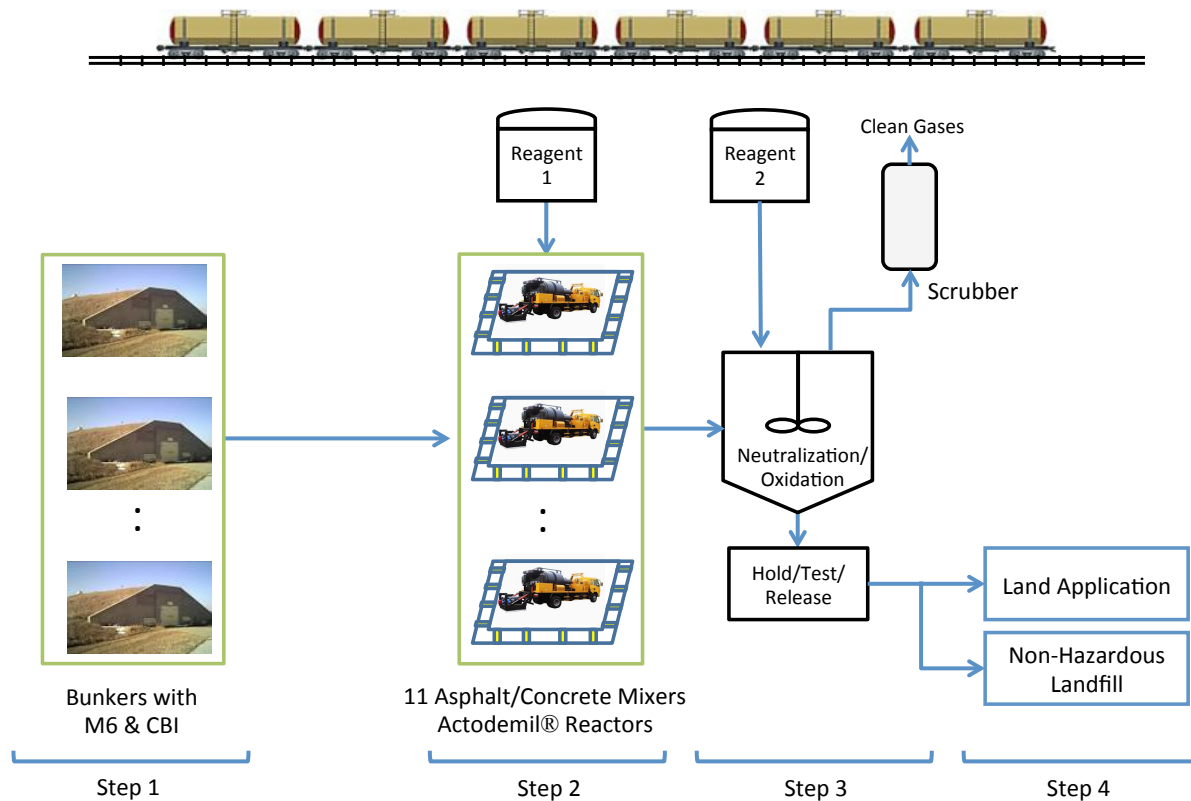 Reagent
1
Reagent
2
Clean Gases
Scrubber
Neutralization/
Oxidation
:
:
Hold/Test/
Release
Land Application
Non-Hazardous
Landfill
Bunkers with
M6 & CBI
11 Asphalt/Concrete Mixers
Actodemil® Reactors
Step 1
Step 2
Step 3
Step 4